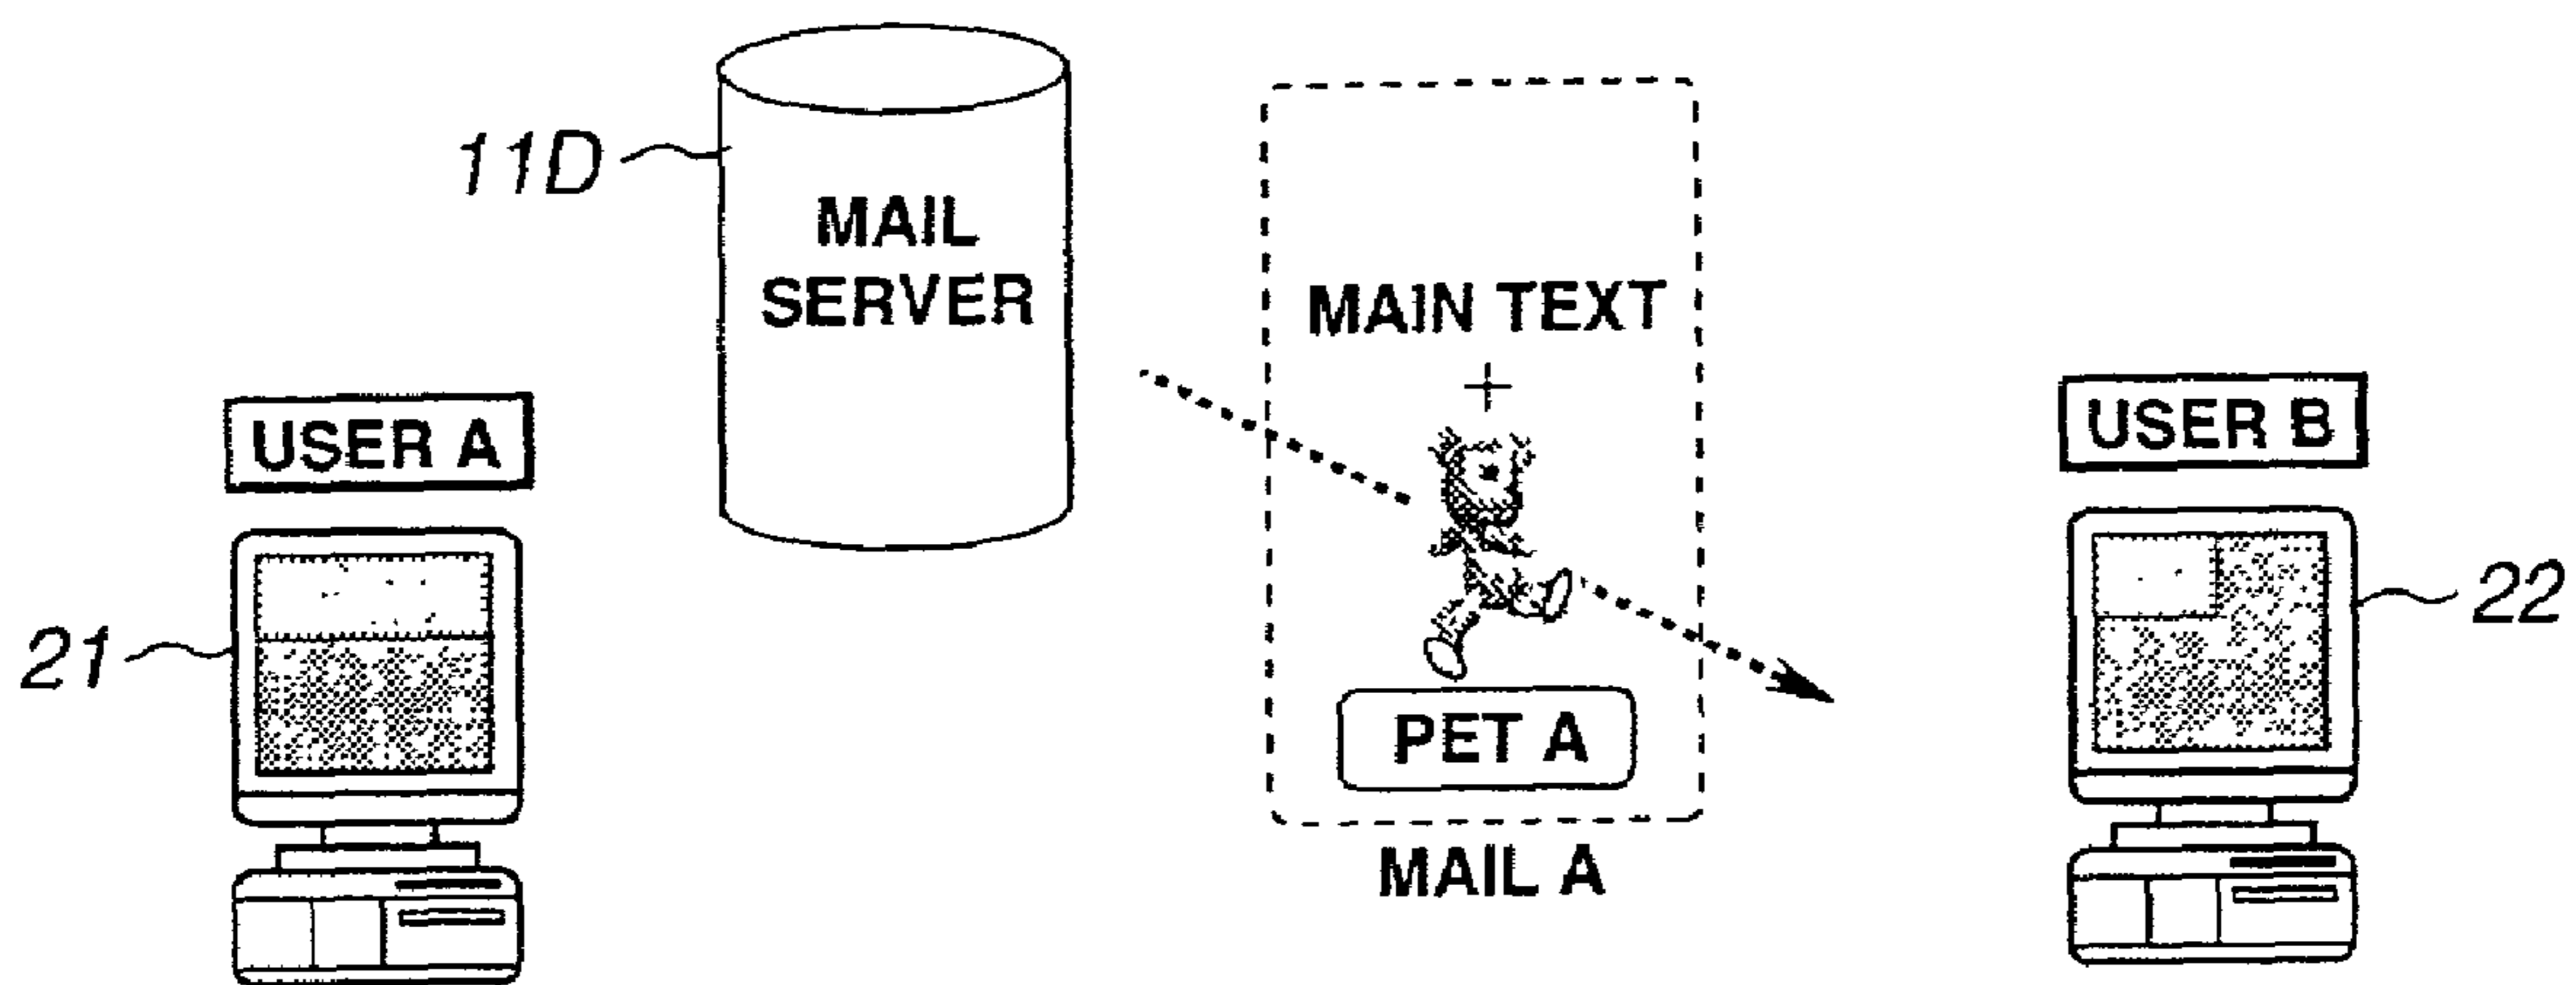 11D
MAIL
SERVER
MAIN TEXT
+
USER A
USER B
21
22
PET A
MAIL A